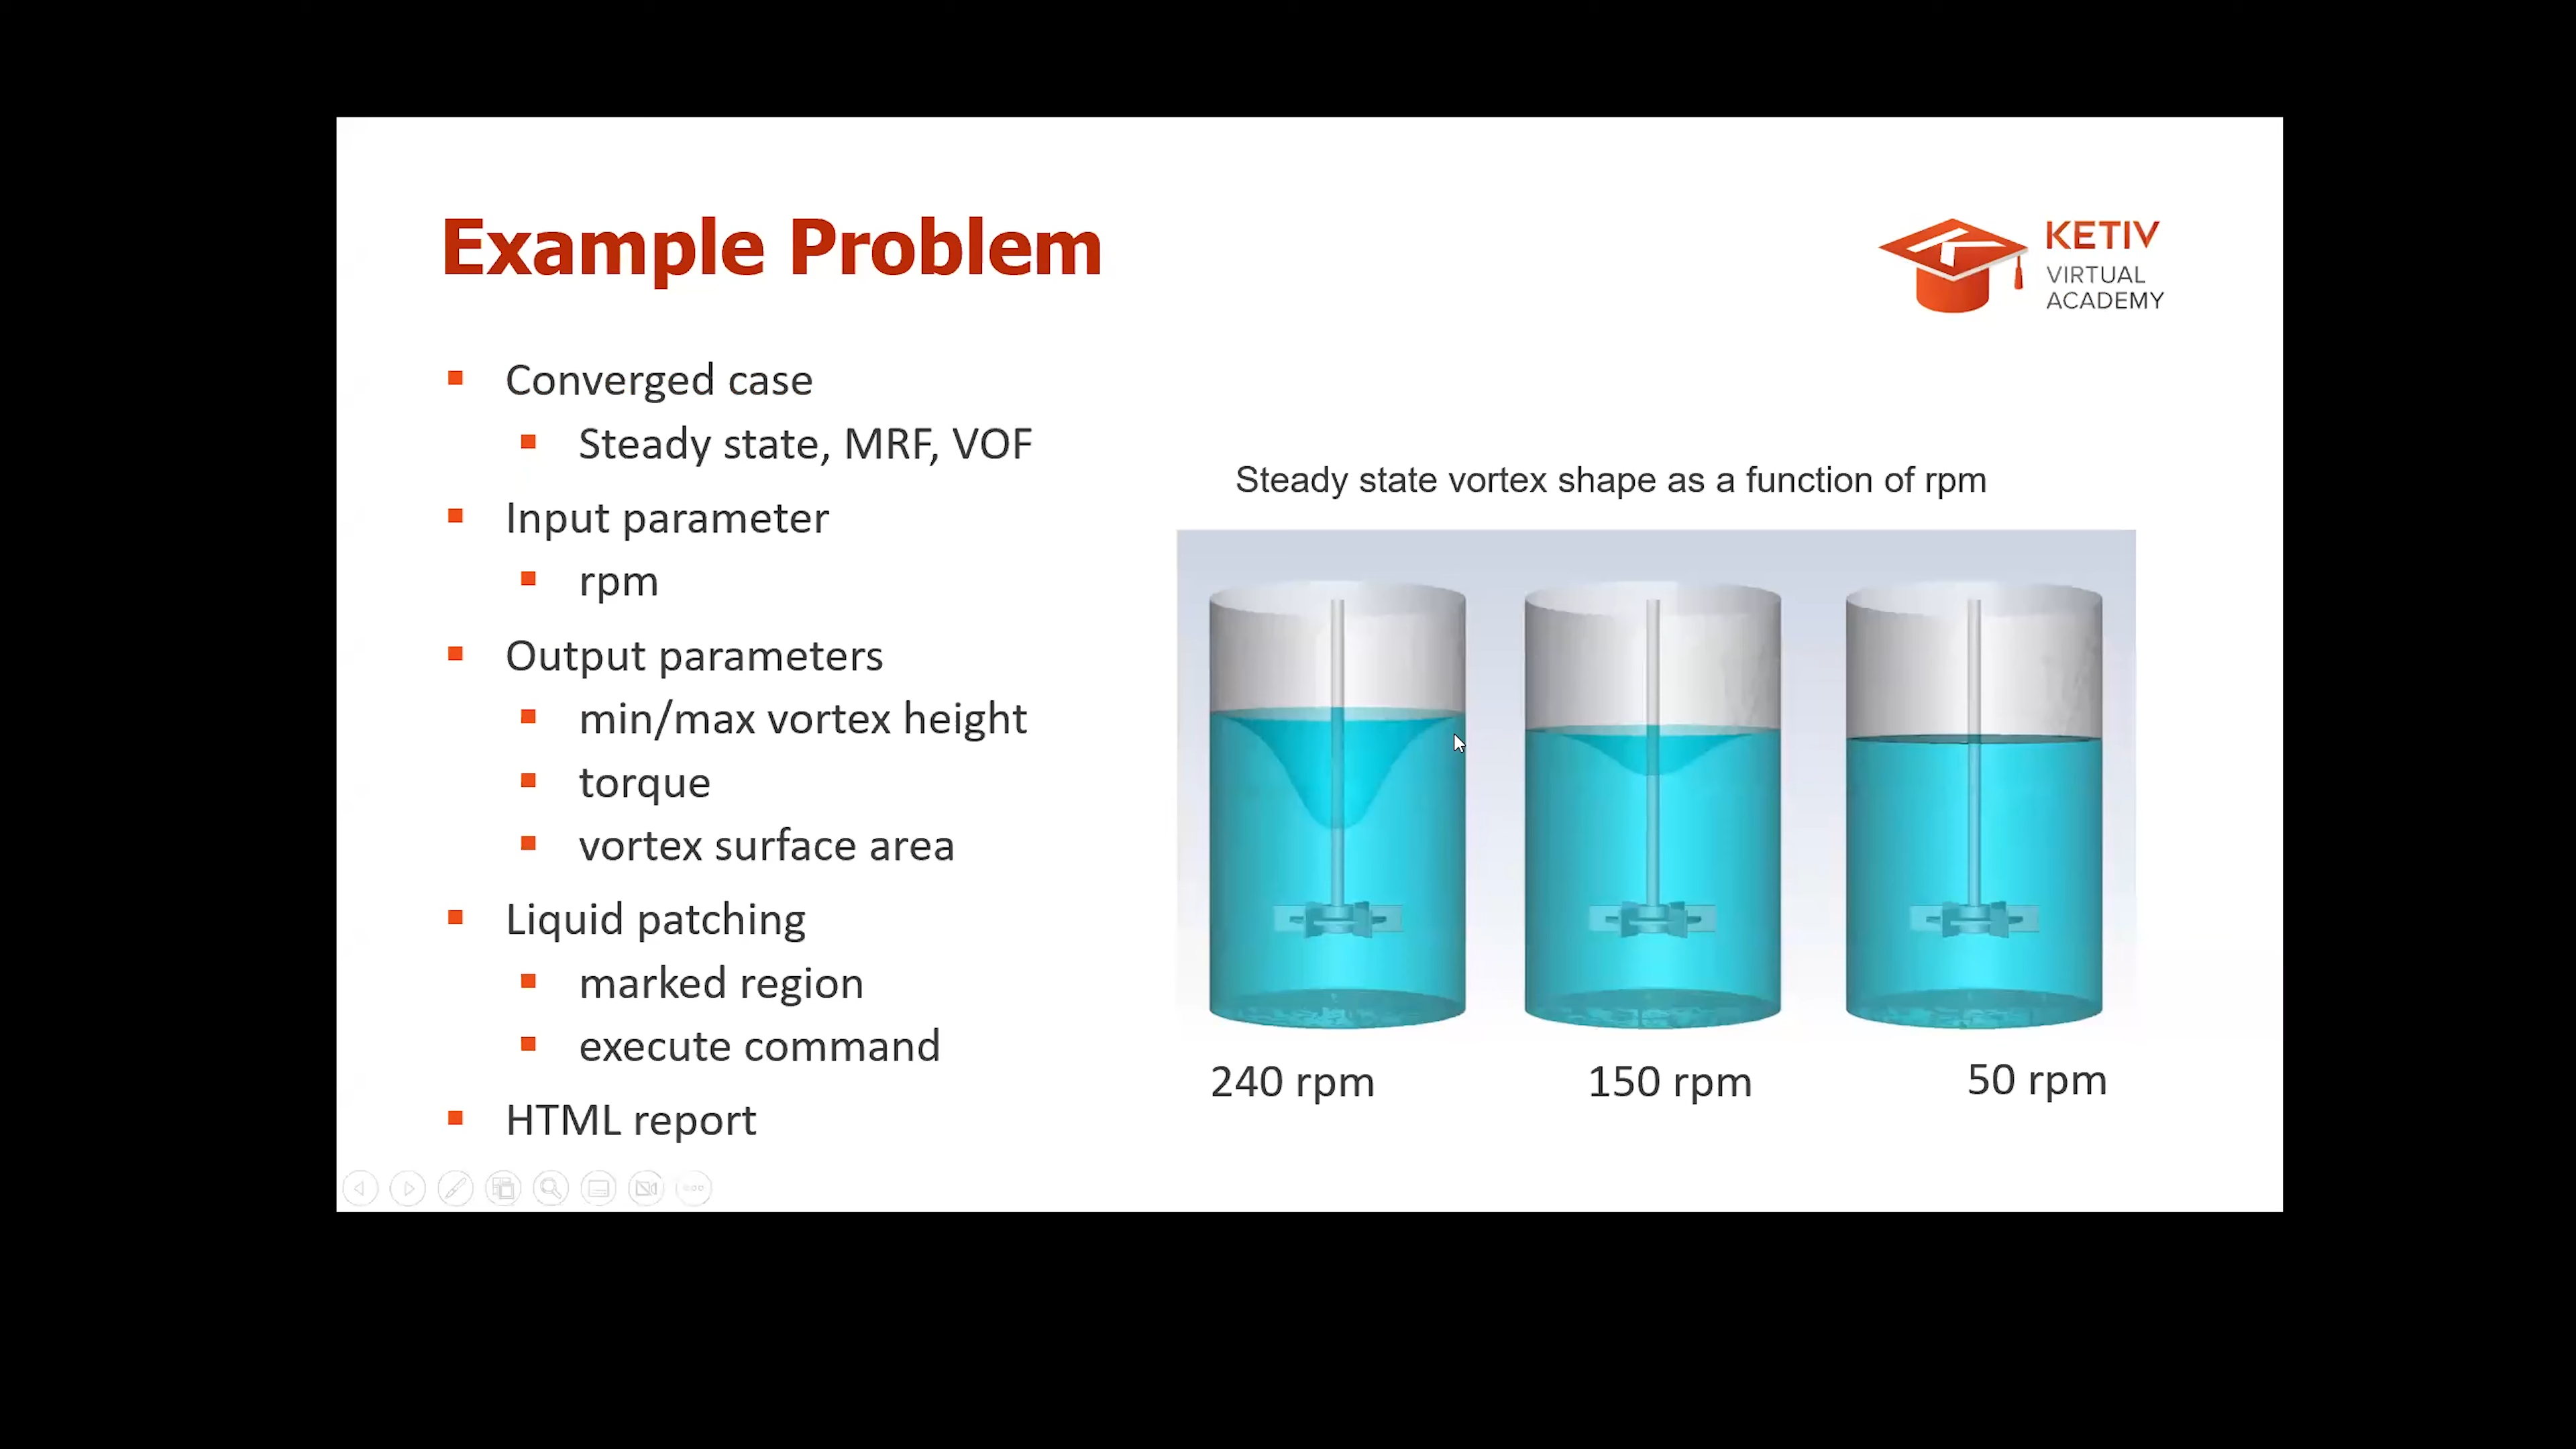 Example Problem
KETIV
VIRTUAL
ACADEMY
Converged case
Steady state, MRF, VOF
Input parameter
rpm
Output parameters
min/max vortex height
torque
vortex surface area
Liquid patching
marked region
execute command
HTML report
Steady state vortex shape as a function of rpm
240 rpm
150 rpm
50 rpm